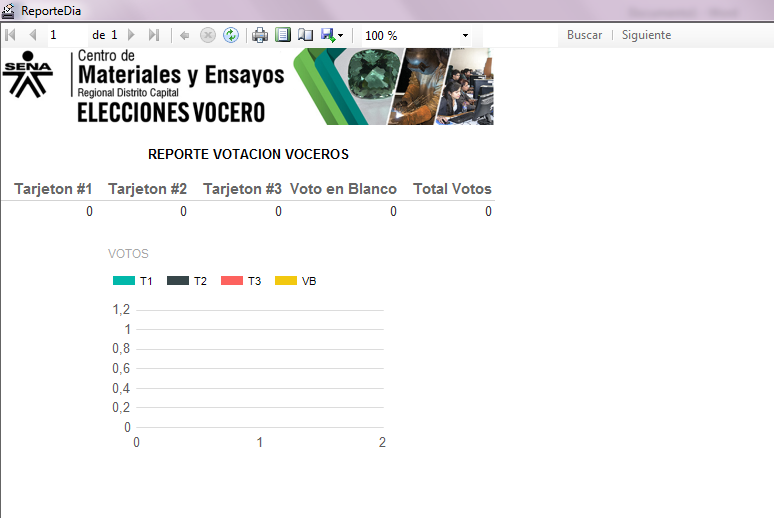 ReporteDia
1 de 1 100 % Buscar Siguiente
SENA
Centro de
Materiales y Ensayos
Regional Distrito Capital
ELECCIONES VOCERO
REPORTE VOTACION VOCEROS
Tarjeton #1 Tarjeton #2 Tarjeton #3 Voto en Blanco Total Votos
0 0 0 0 0
VOTOS
T1 T2 T3 VB
1,2
1
0,8
0,6
0,4
0,2
0
0 1 2